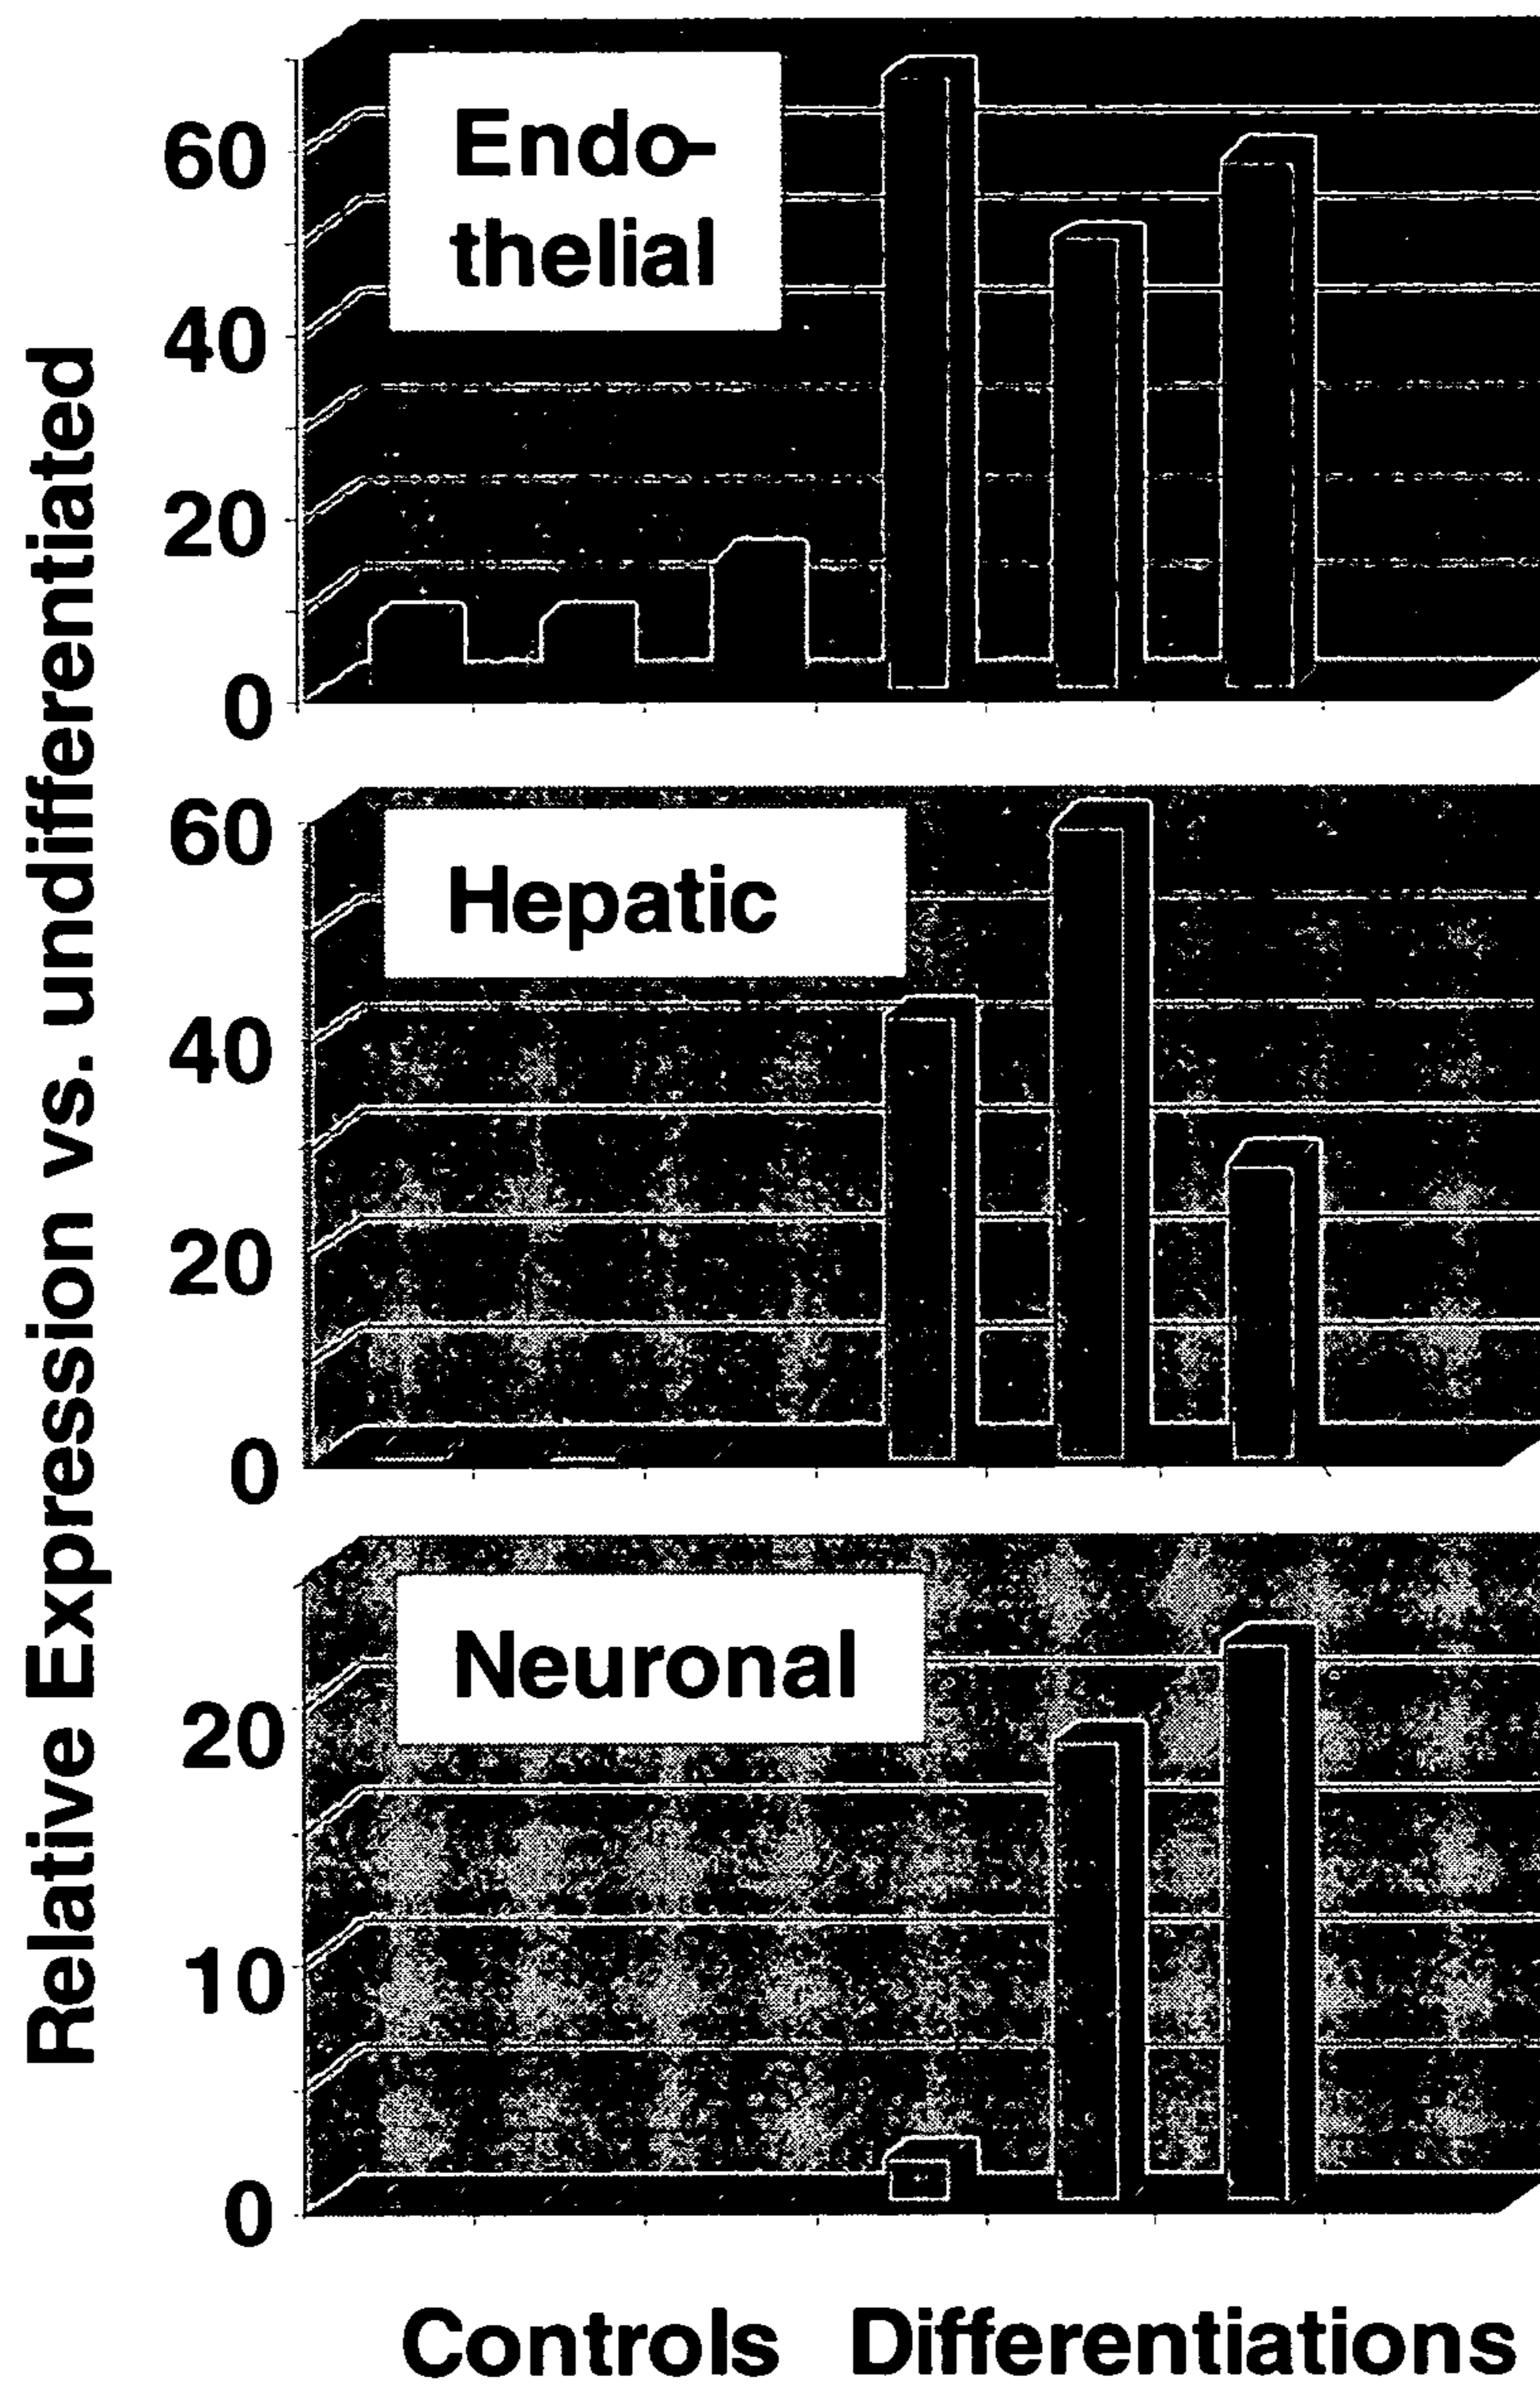 Relative Expression vs. undifferentiated
Endo-
thelial
60
40
20
0
Hepatic
60
40
20
0
Neuronal
20
10
0
Controls Differentiations